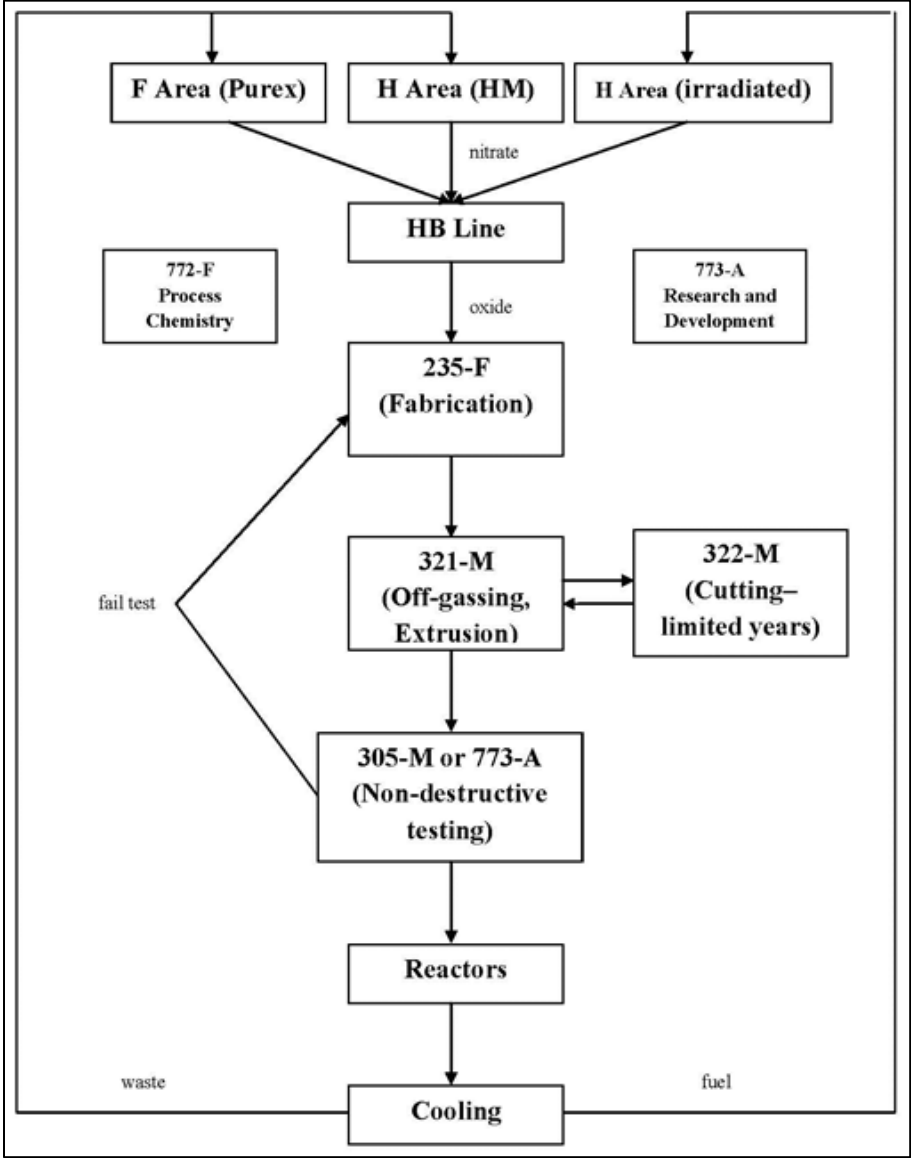 F Area (Purex)
H Area (HM)
H Area (irradiated)
nitrate
HB Line
772-F
Process
Chemistry
773-A
Research and
Development
oxide
235-F
(Fabrication)
321-M
(Off-gassing,
Extrusion)
322-M
(Cutting–
limited years)
fail test
305-M or 773-A
(Non-destructive
testing)
Reactors
waste
fuel
Cooling